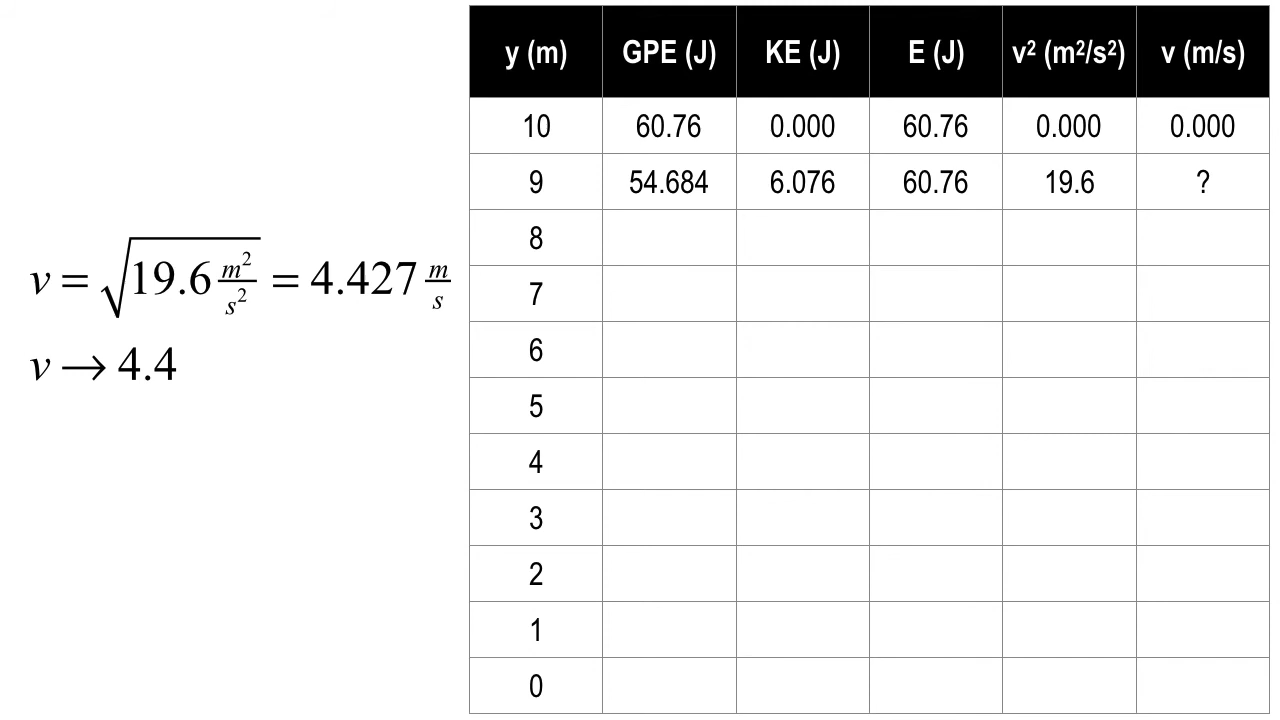 v = √19.6 m²/s² = 4.427 m/s
v → 4.4
y (m) GPE (J) KE (J) E (J) v² (m²/s²) v (m/s)
10 60.76 0.000 60.76 0.000 0.000
9 54.684 6.076 60.76 19.6 ?
8
7
6
5
4
3
2
1
0